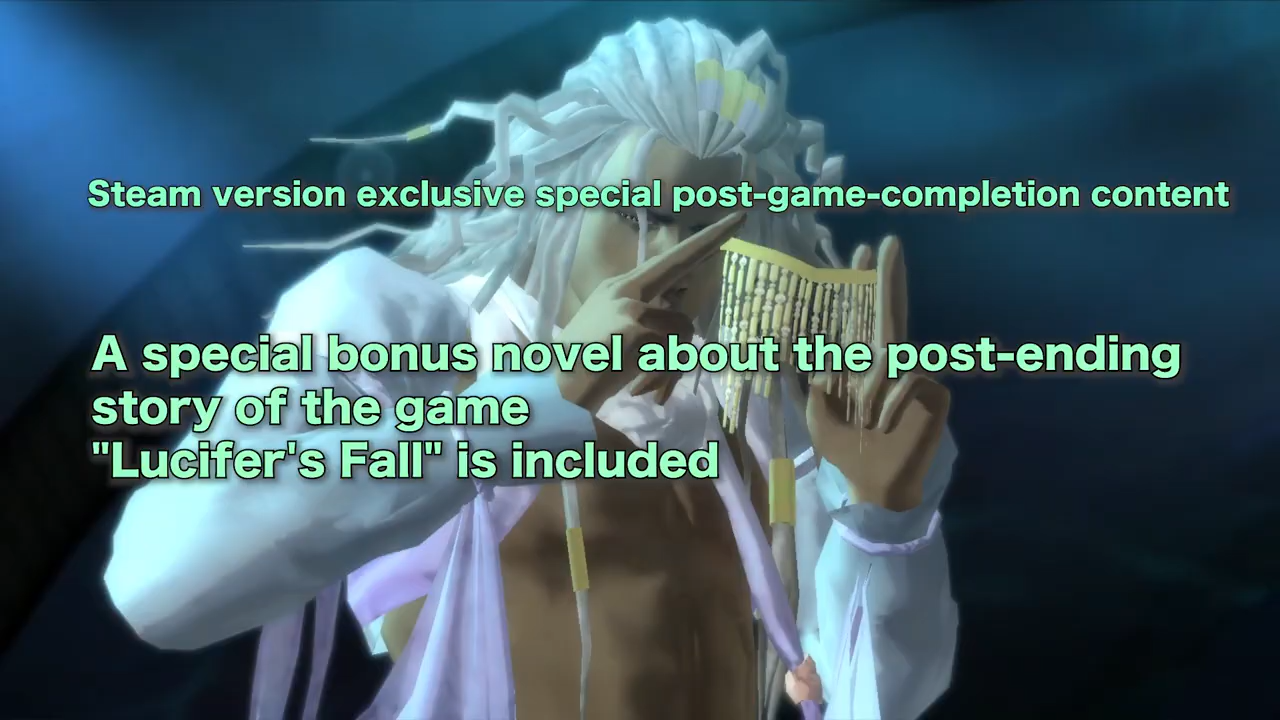 Steam version exclusive special post-game-completion content
A special bonus novel about the post-ending
story of the game
"Lucifer's Fall" is included